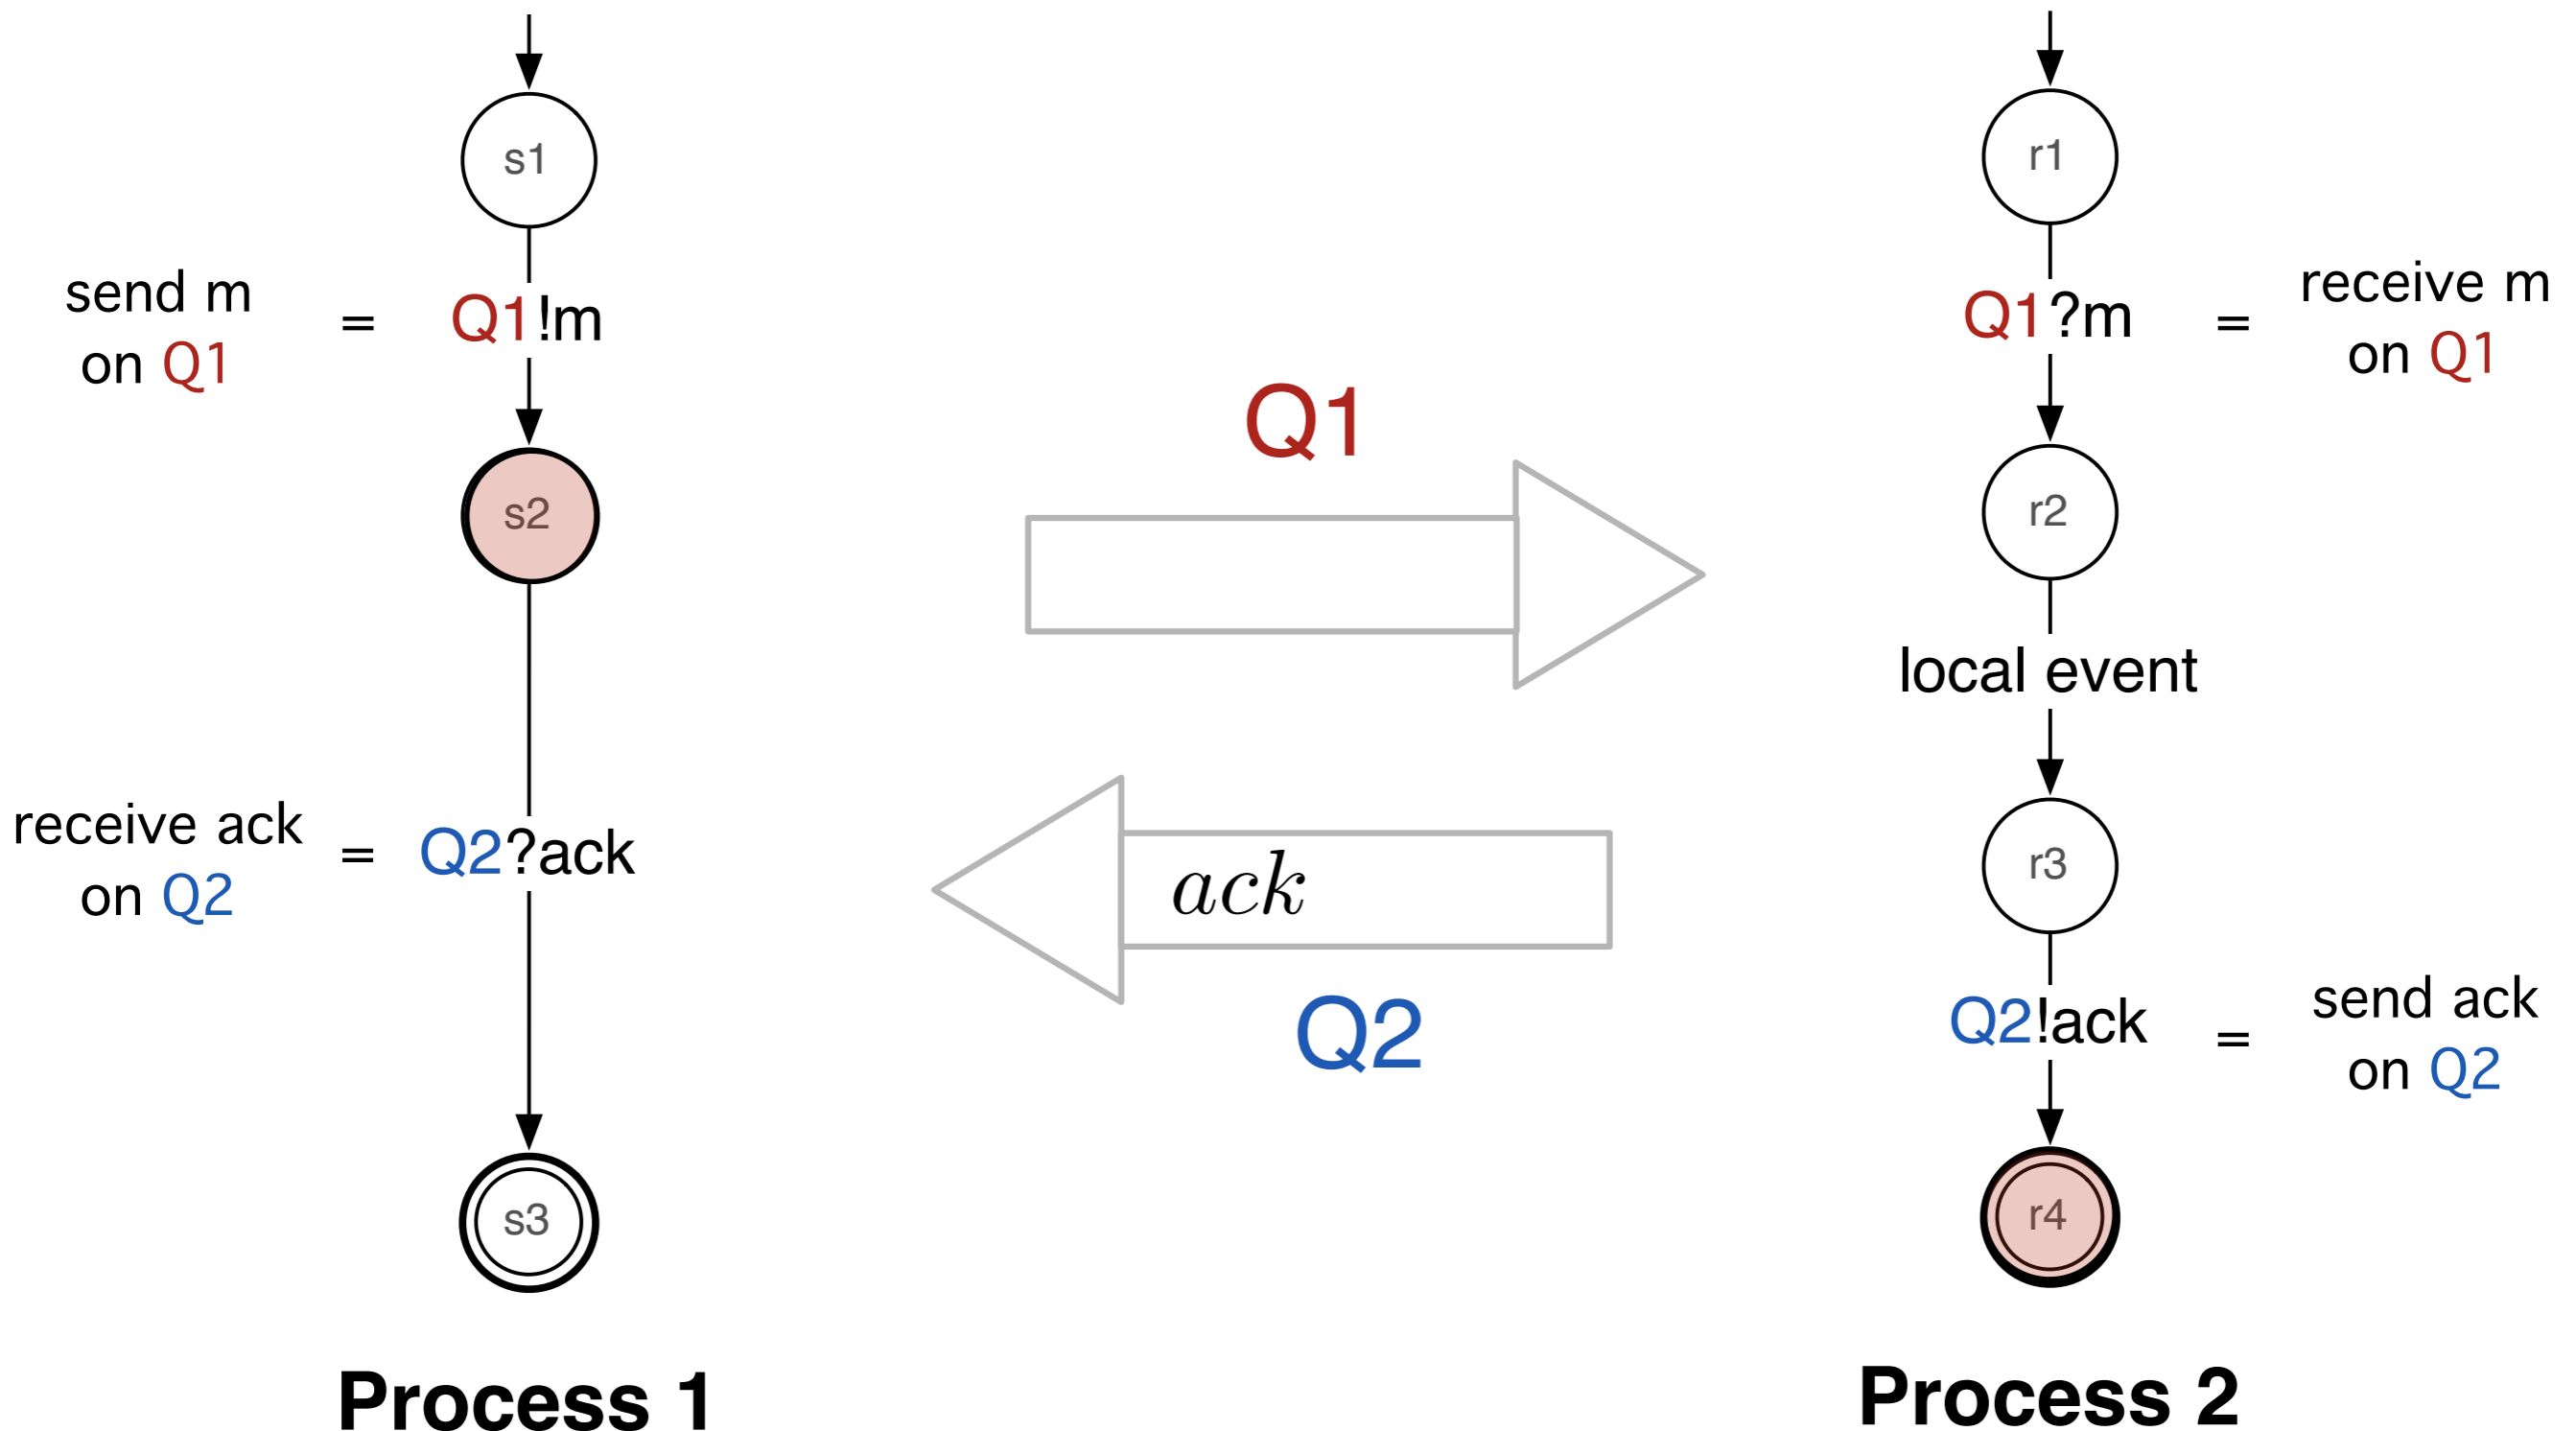 s1
send m
on Q1
=
Q1!m
s2
receive ack
on Q2
=
Q2?ack
s3
Process 1
Q1
ack
Q2
r1
Q1?m
=
receive m
on Q1
r2
local event
r3
Q2!ack
=
send ack
on Q2
r4
Process 2